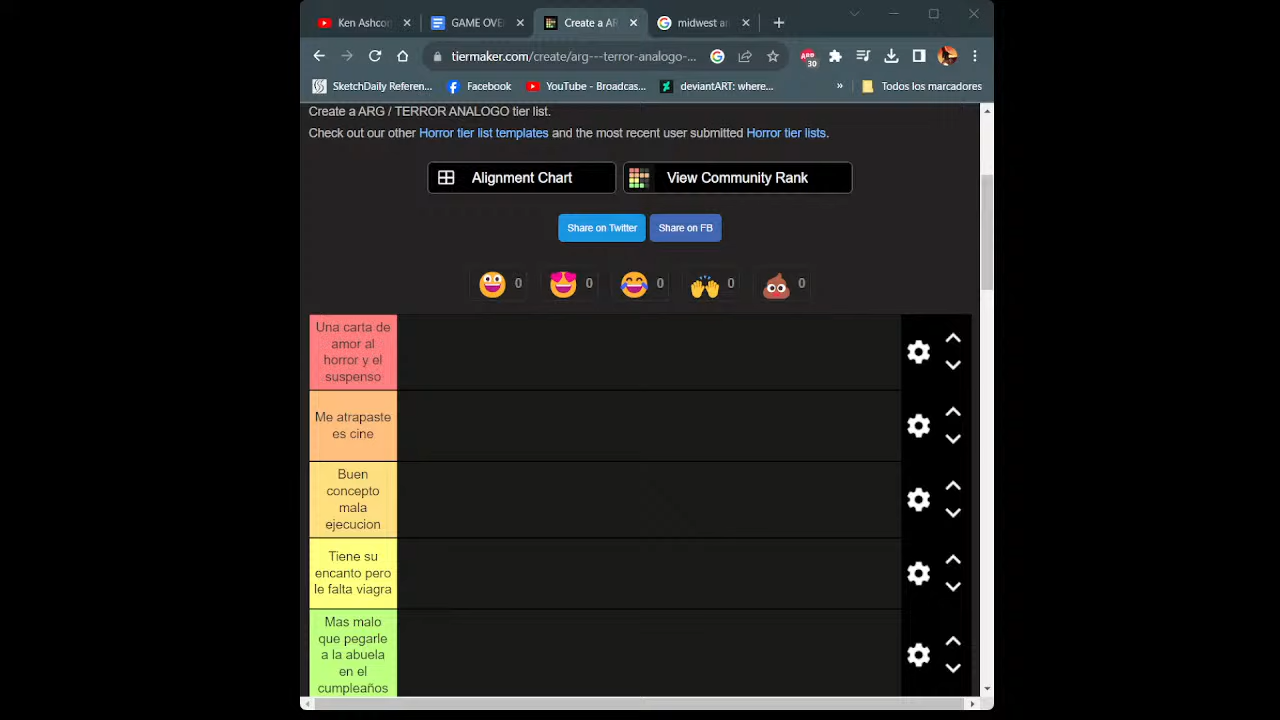 Ken Ashco
GAME OVE
Create a AR
midwest ar
tiermaker.com/create/arg---terror-analogo-...
ABP
30
SketchDaily Referen...
Facebook
YouTube - Broadcas...
deviantART: where...
»
Todos los marcadores
Create a ARG / TERROR ANALOGO tier list.
Check out our other Horror tier list templates and the most recent user submitted Horror tier lists.
Alignment Chart
View Community Rank
Share on Twitter
Share on FB
0
0
0
0
0
Una carta de
amor al
horror y el
suspenso
Me atrapaste
es cine
Buen
concepto
mala
ejecucion
Tiene su
encanto pero
le falta viagra
Mas malo
que pegarle
a la abuela
en el
cumpleaños